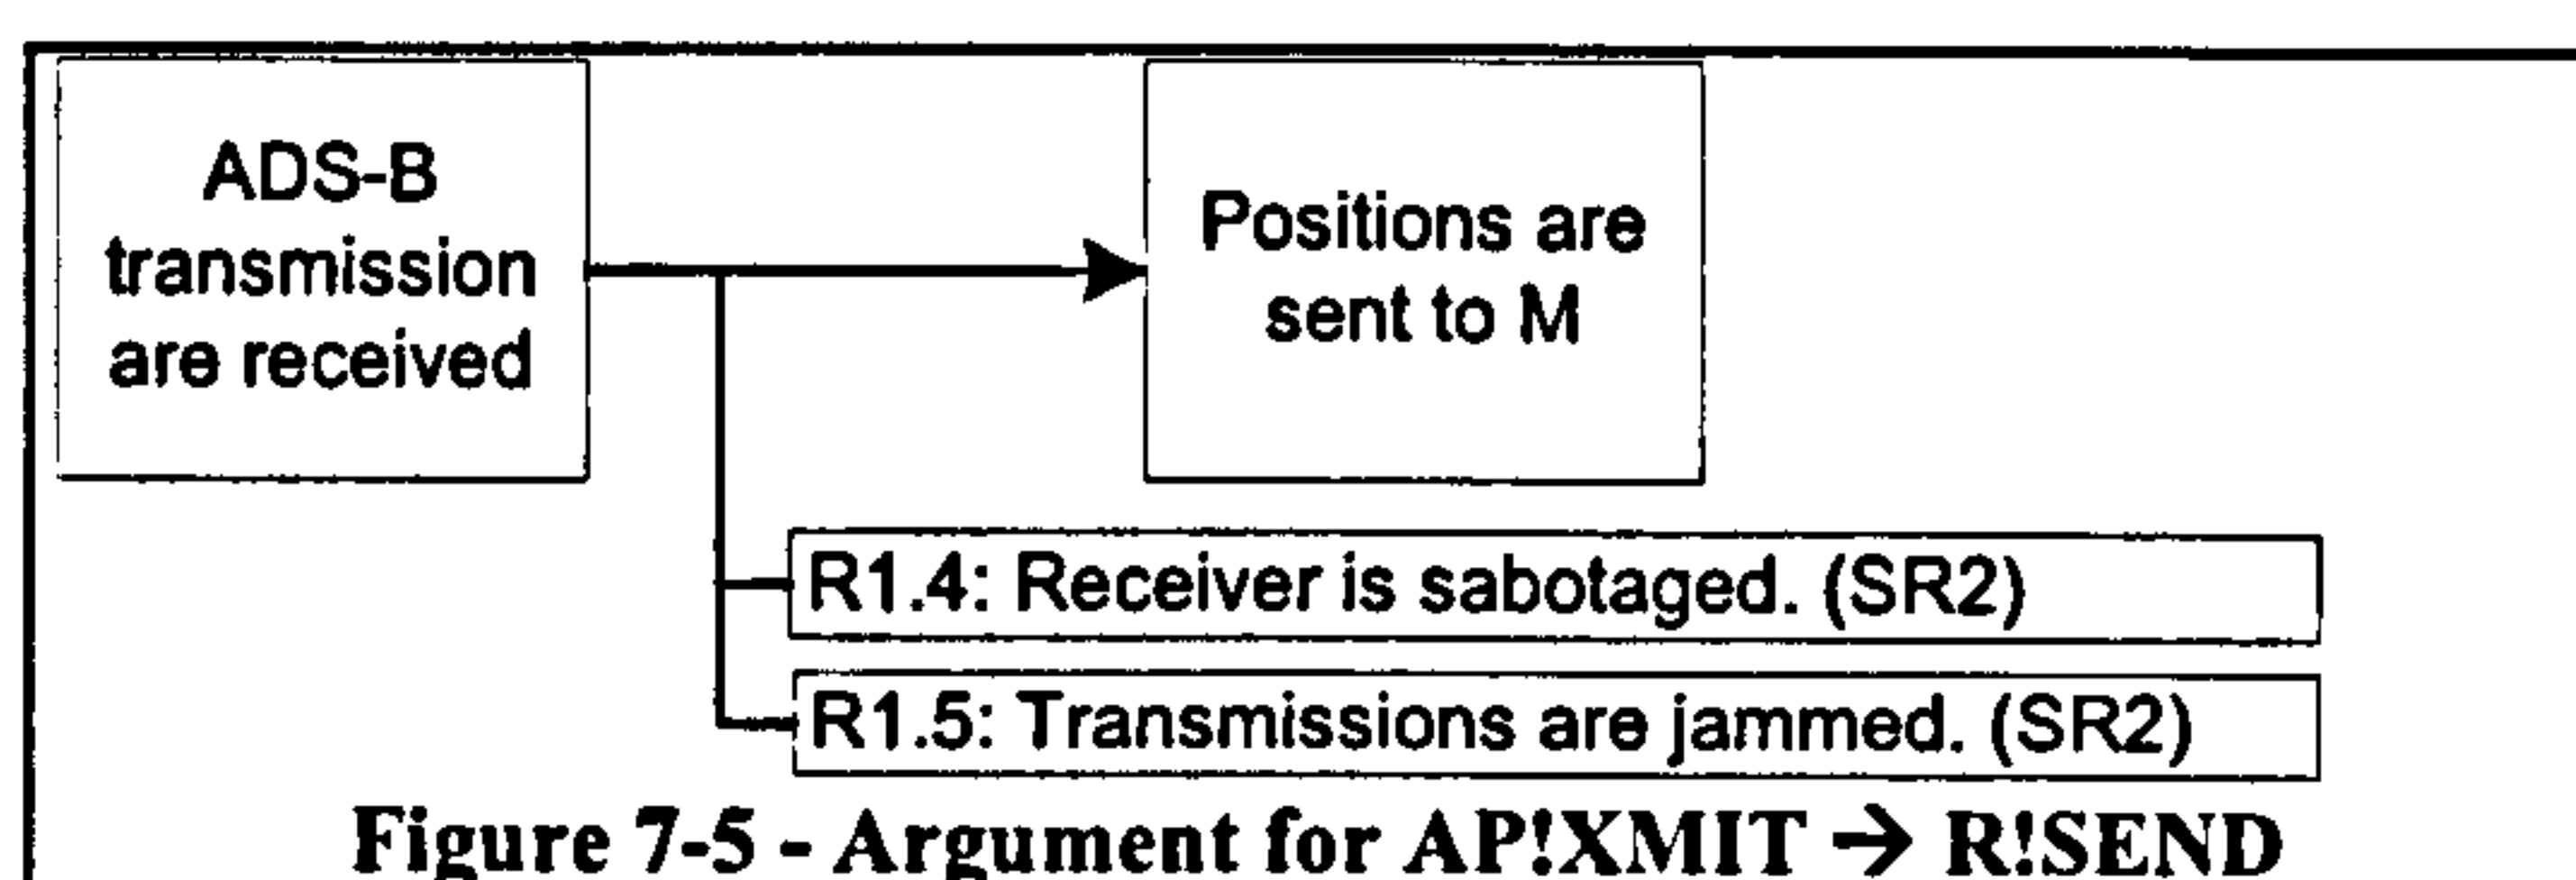 ADS-B
transmission
are received
Positions are
sent to M
R1.4: Receiver is sabotaged. (SR2)
R1.5: Transmissions are jammed. (SR2)
Figure 7-5 - Argument for AP!XMIT → R!SEND